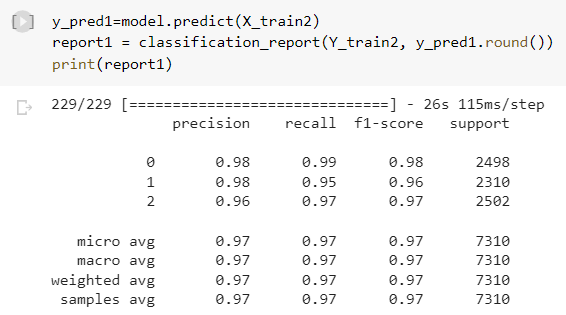 y_pred1=model.predict(X_train2)
report1 = classification_report(Y_train2, y_pred1.round())
print(report1)
229/229 [==============================] - 26s 115ms/step
              precision    recall  f1-score   support

           0       0.98      0.99      0.98      2498
           1       0.98      0.95      0.96      2310
           2       0.96      0.97      0.97      2502

   micro avg       0.97      0.97      0.97      7310
   macro avg       0.97      0.97      0.97      7310
weighted avg       0.97      0.97      0.97      7310
 samples avg       0.97      0.97      0.97      7310